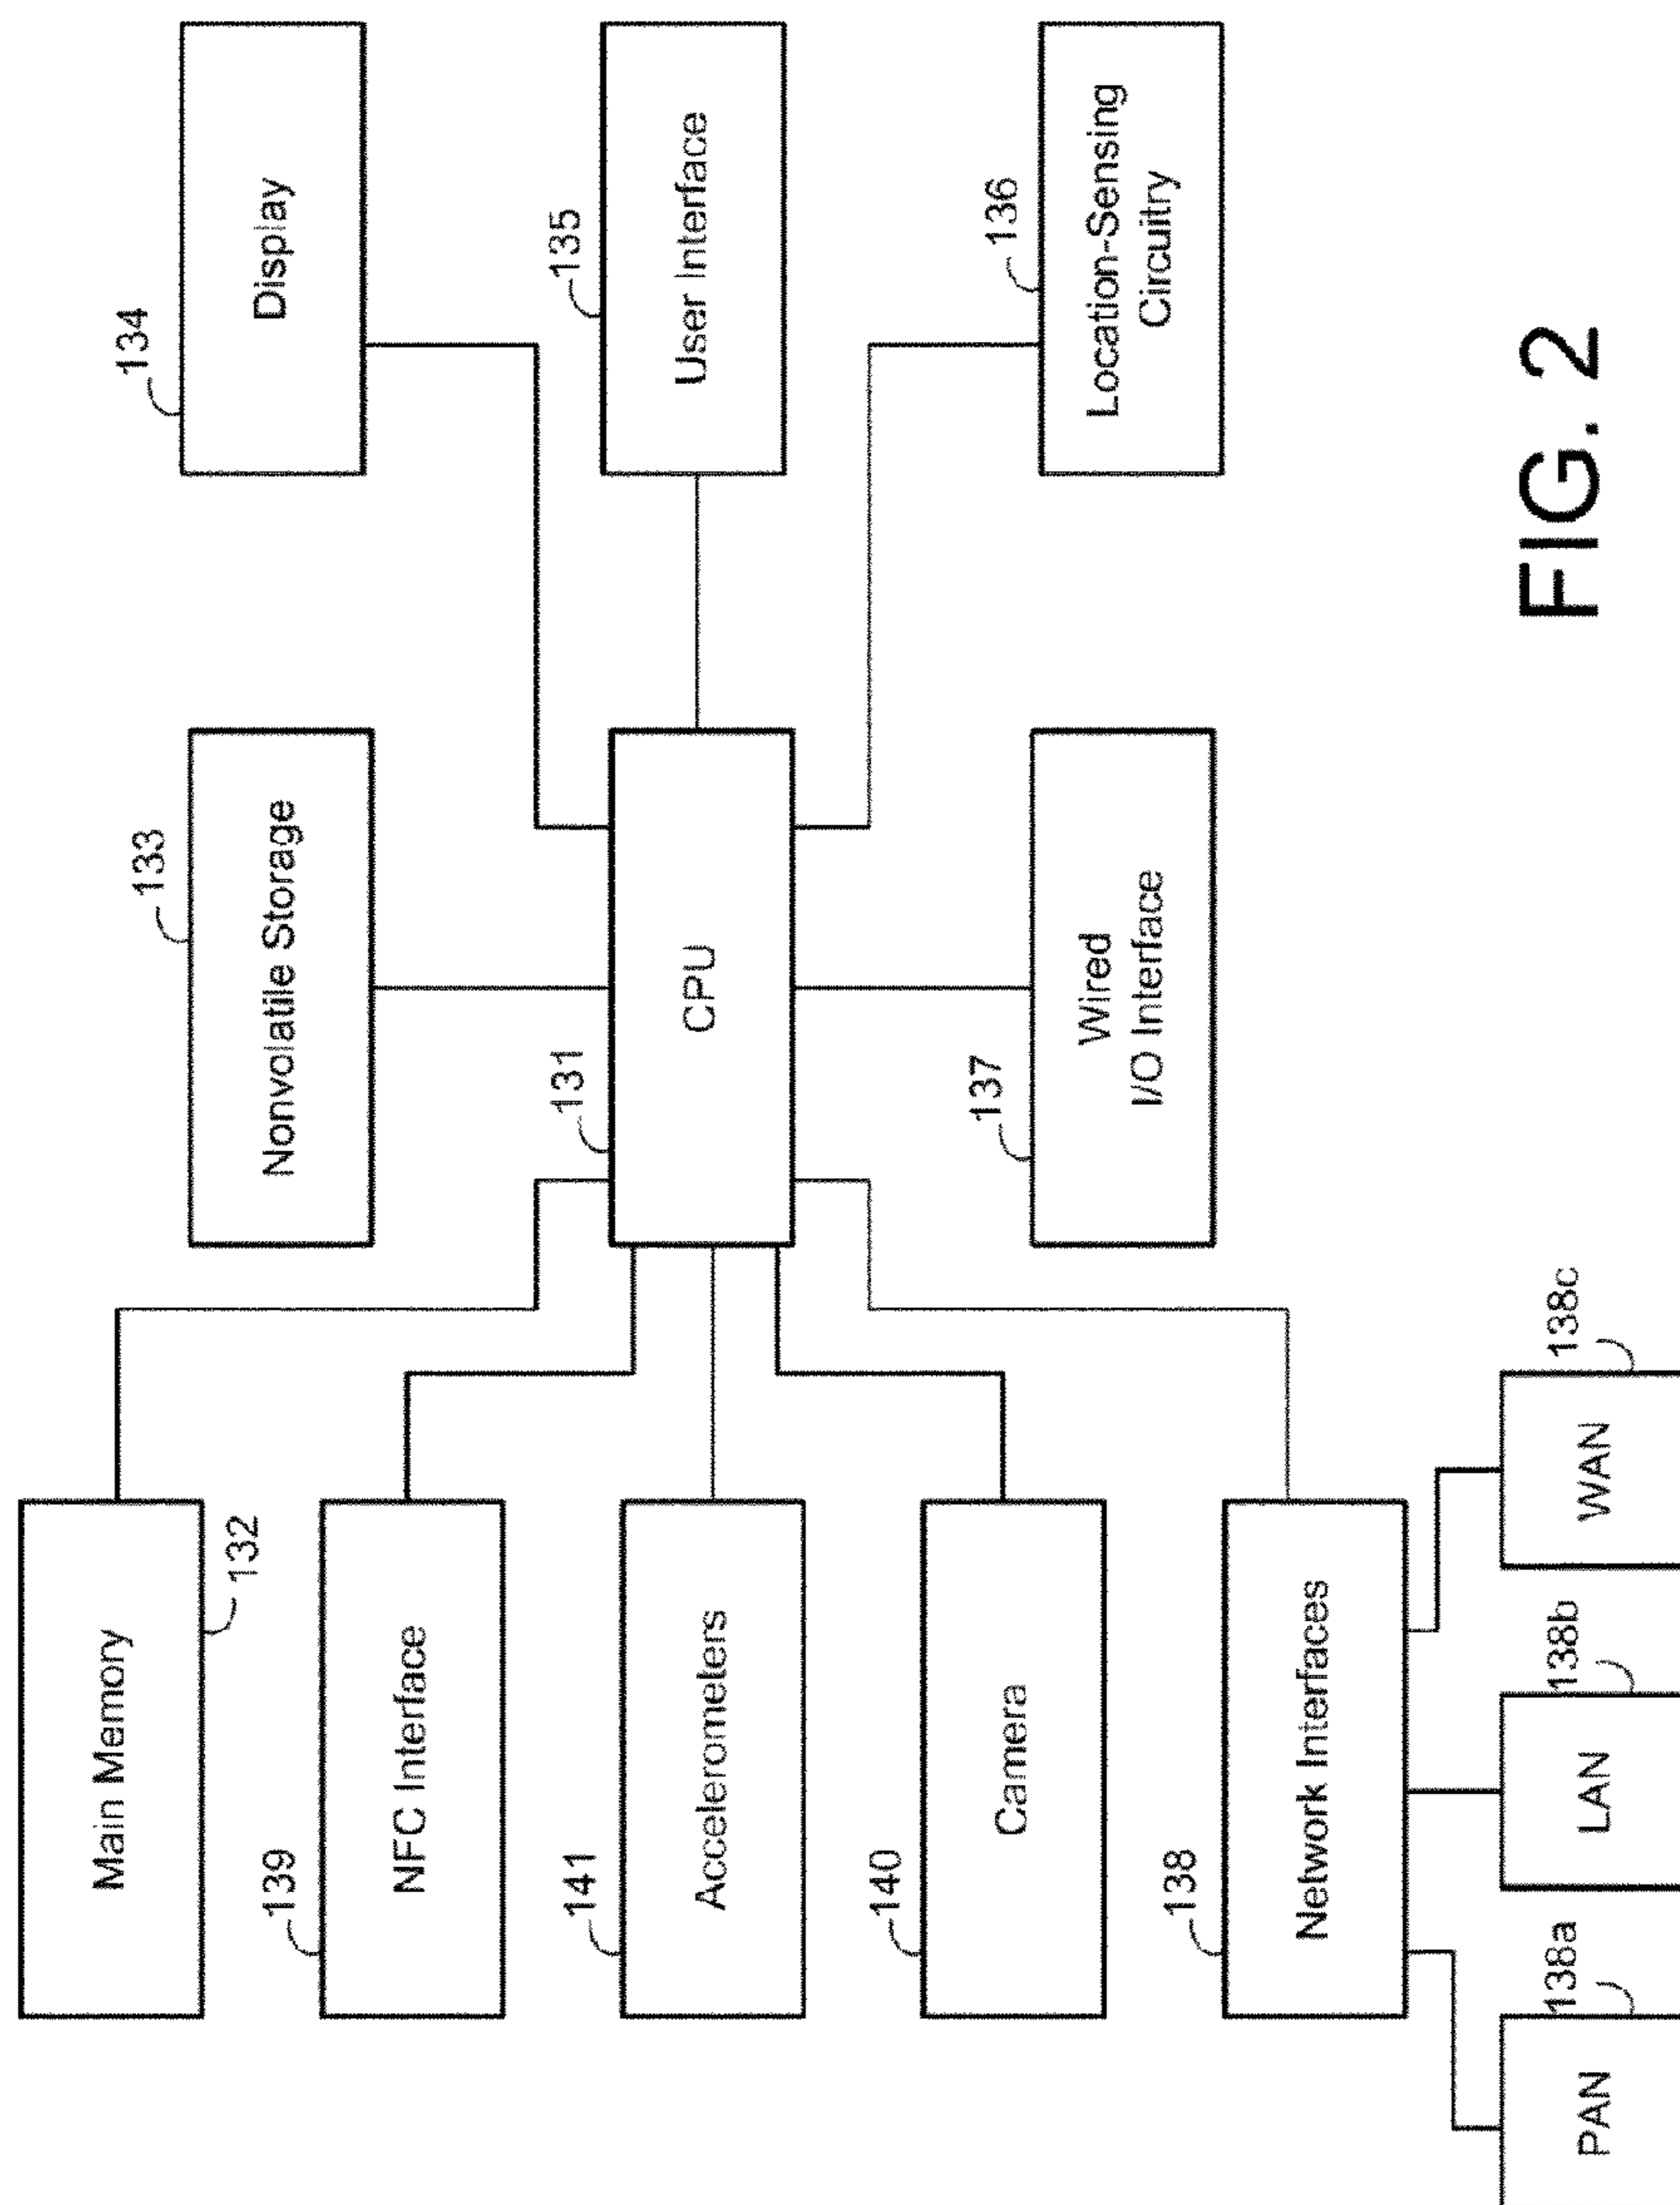 Main Memory
132
133
Nonvolatile Storage
134
Display
139
NFC Interface
141
Accelerometers
131
CPU
135
User Interface
140
Camera
137
Wired
I/O Interface
136
Location-Sensing
Circuitry
138
Network Interfaces
138a
138b
138c
PAN
LAN
WAN
FIG. 2